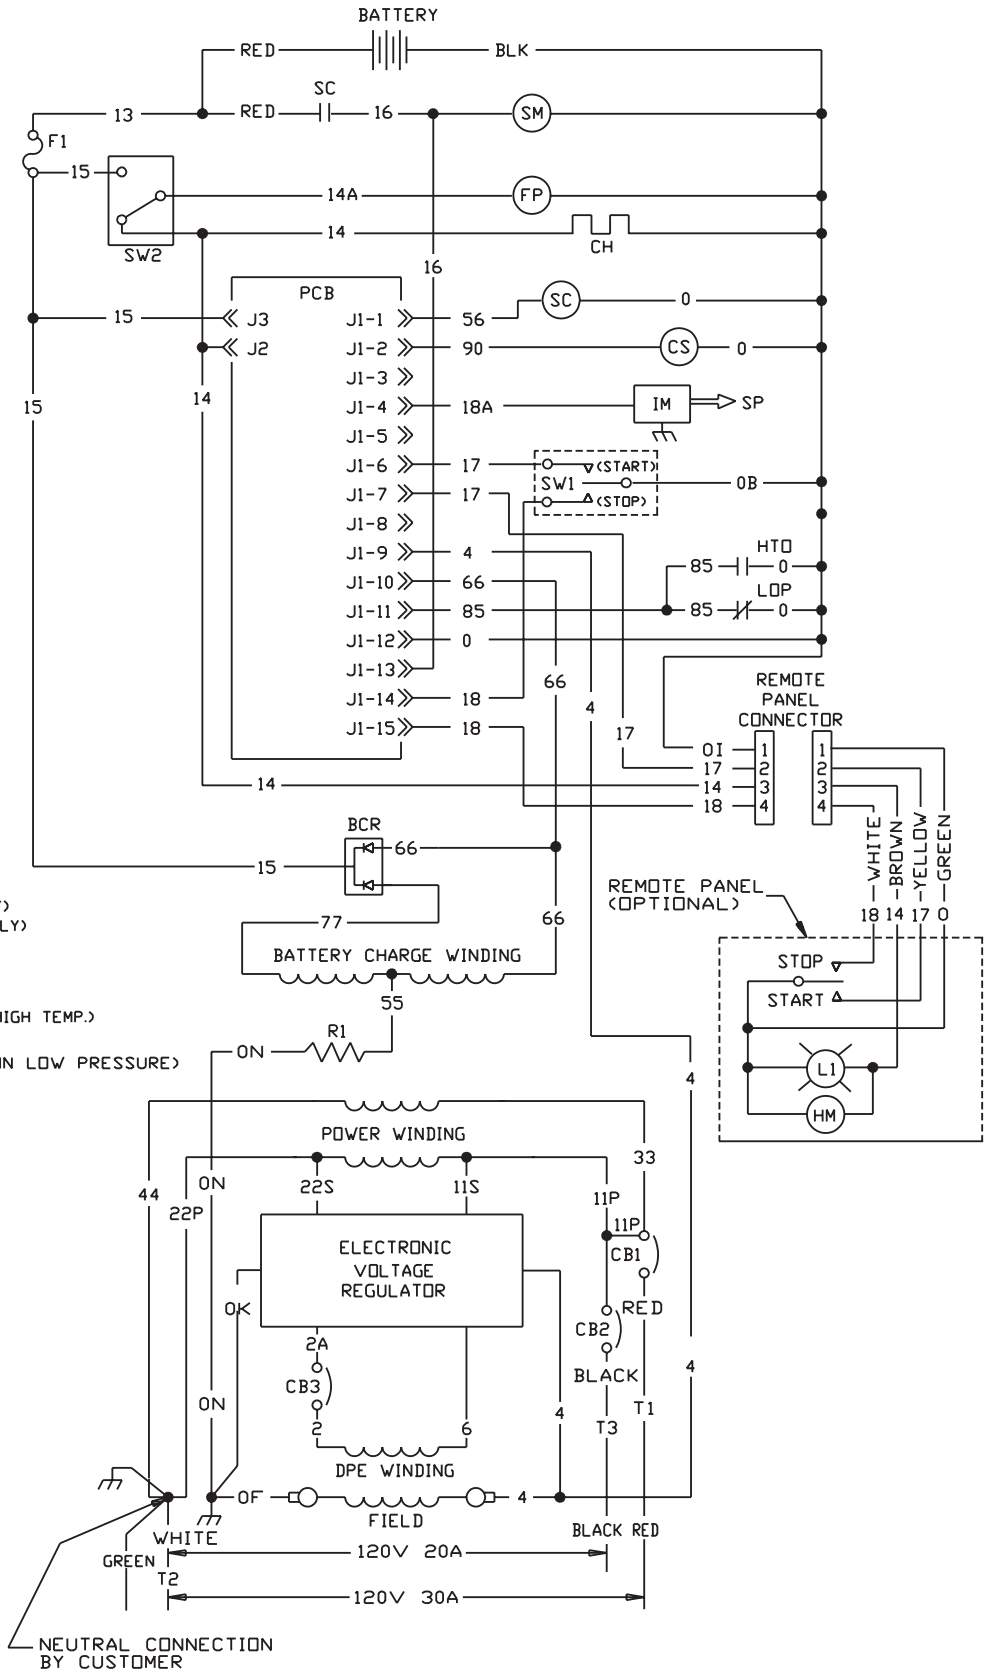 BATTERY
RED BLK
SC
13 RED 16 SM
F1
15
14A FP
14
CH
SW2
16
PCB
SC 0
15 J3 J1-1 56
J2 J1-2 90 CS 0
J1-3
14
15
J1-4 18A IM SP
J1-5
J1-6 17 (START)
SW1 0B
J1-7 17 (STOP)
J1-8
HTO
J1-9 4 85 0
J1-10 66 LOP
J1-11 85 85 0
J1-12 0
J1-13
66
REMOTE
PANEL
CONNECTOR
J1-14 18
4
J1-15 18 17
0I 1 1
17 2 2
14 14 3 3
18 4 4
BCR
66
15
WHITE BROWN YELLOW GREEN
REMOTE PANEL
(OPTIONAL)
)
LY)
77 66
18 14 17 0
BATTERY CHARGE WINDING
STOP
START
55
HIGH TEMP.)
R1
ON
IN LOW PRESSURE)
L1
4
HM
POWER WINDING
33
44 ON 22S 11S 11P
22P
11P
CB1
ELECTRONIC
VOLTAGE
REGULATOR
OK RED
CB2
2A
BLACK
4
CB3
ON
2 6 4 T3 T1
DPE WINDING
OF 4
FIELD
WHITE
BLACK RED
GREEN
120V 20A
T2
120V 30A
NEUTRAL CONNECTION
BY CUSTOMER